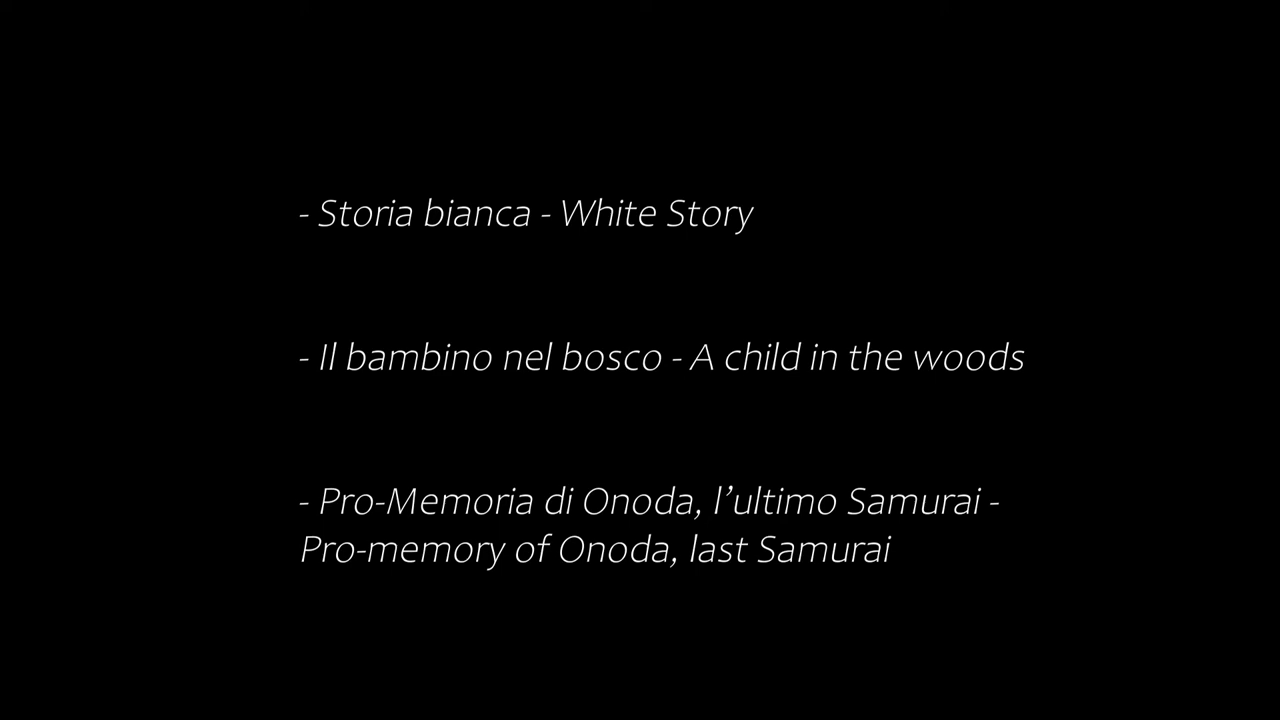 - Storia bianca - White Story
- Il bambino nel bosco - A child in the woods
- Pro-Memoria di Onoda, l’ultimo Samurai -
Pro-memory of Onoda, last Samurai